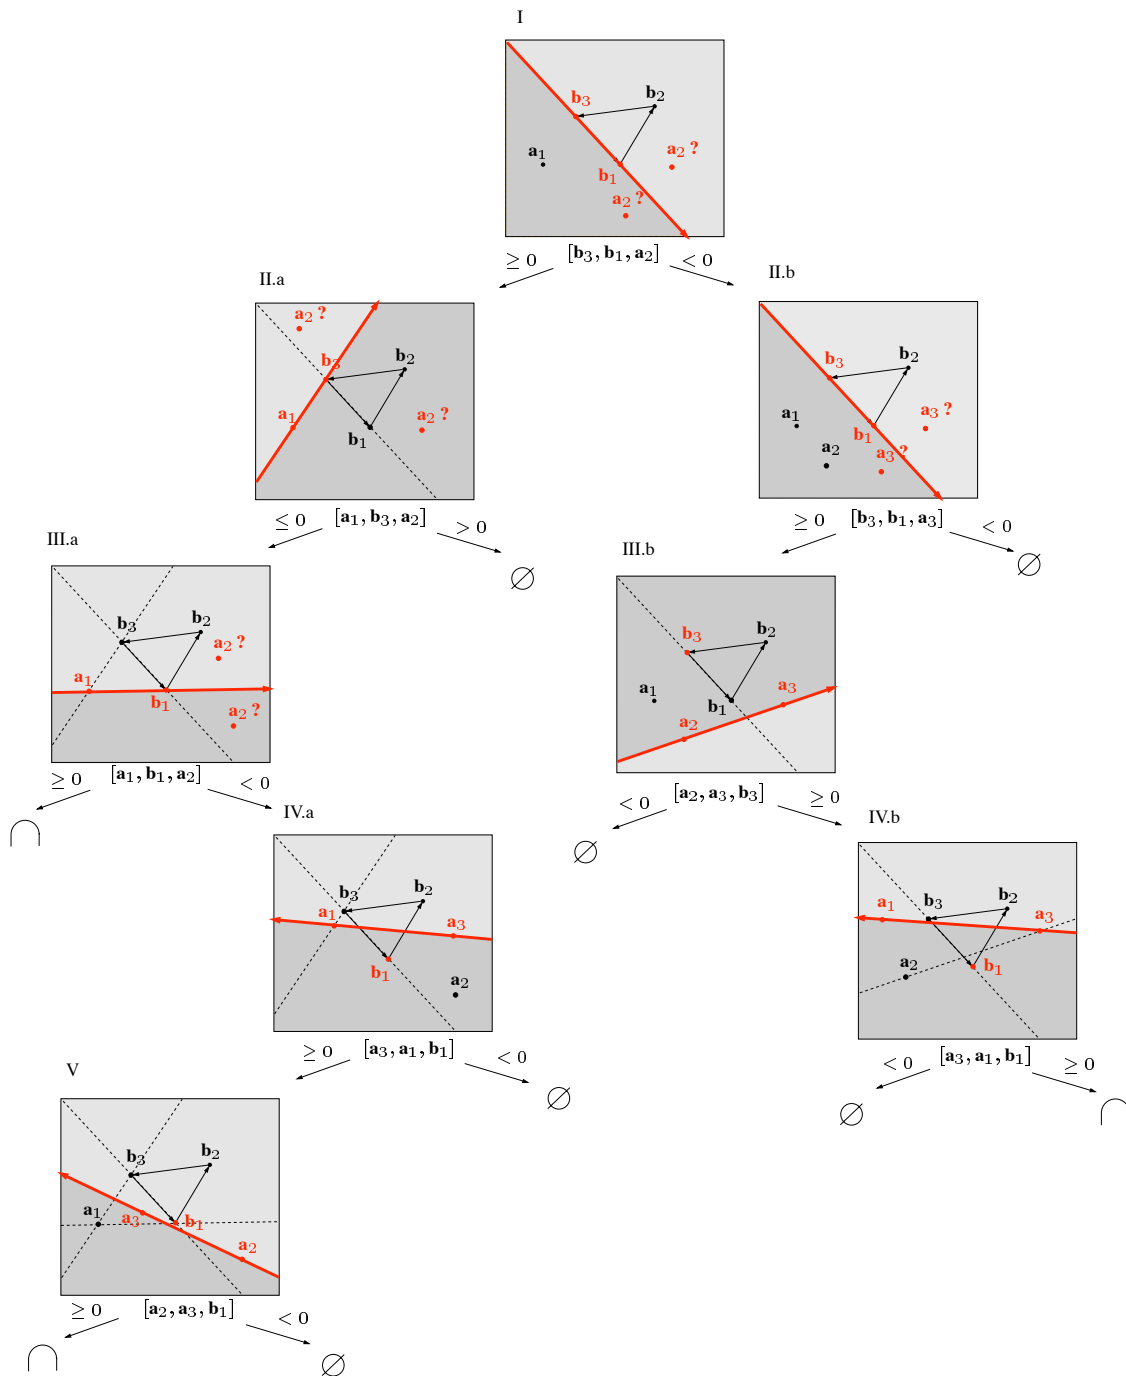 I
b₃
b₂
a₁
a₂ ?
b₁
a₂ ?
≥ 0
[b₃, b₁, a₂]
< 0
II.a
a₂ ?
b₃
b₂
a₁
a₂ ?
b₁
≤ 0
[a₁, b₃, a₂]
> 0
∅
II.b
b₃
b₂
a₁
a₃ ?
b₁
a₂
a₃ ?
≥ 0
[b₃, b₁, a₃]
< 0
∅
III.a
b₃
b₂
a₂ ?
a₁
b₁
a₂ ?
≥ 0
[a₁, b₁, a₂]
< 0
∩
III.b
b₃
b₂
a₁
b₁
a₃
a₂
< 0
[a₂, a₃, b₃]
≥ 0
∅
IV.a
b₃
b₂
a₁
a₃
b₁
a₂
≥ 0
[a₃, a₁, b₁]
< 0
∅
IV.b
a₁
b₃
b₂
a₃
a₂
b₁
< 0
[a₃, a₁, b₁]
≥ 0
∅
∩
V
b₃
b₂
a₁
a₃
b₁
a₂
≥ 0
[a₂, a₃, b₁]
< 0
∩
∅